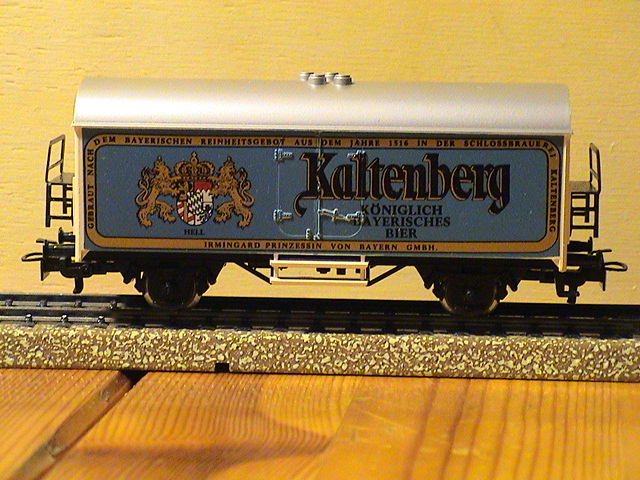 GEBRAUT NACH DEM BAYERISCHEN REINHEITSGEBOT AUS DEM JAHRE 1516 IN DER SCHLOSSBRAUEREI KALTENBERG
Kaltenberg
KÖNIGLICH
BAYERISCHES
BIER
HELL
IRMINGARD PRINZESSIN VON BAYERN GMBH.